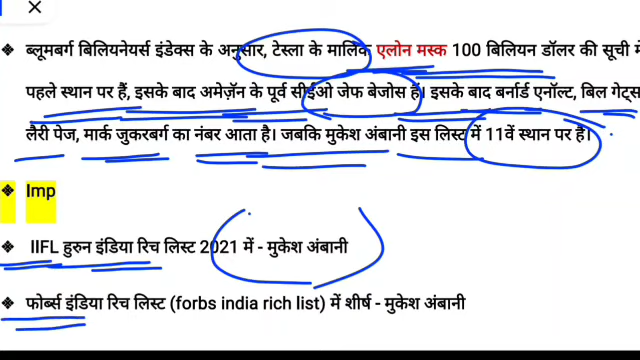 ❖ ब्लूमबर्ग बिलियनेयर्स इंडेक्स के अनुसार, टेस्ला के मालिक एलोन मस्क 100 बिलियन डॉलर की सूची में
पहले स्थान पर हैं, इसके बाद अमेज़ॅन के पूर्व सीईओ जेफ बेजोस हैं। इसके बाद बर्नार्ड एनॉल्ट, बिल गेट्स
लैरी पेज, मार्क जुकरबर्ग का नंबर आता है। जबकि मुकेश अंबानी इस लिस्ट में 11वें स्थान पर हैं।
❖ Imp
❖ IIFL हुरुन इंडिया रिच लिस्ट 2021 में - मुकेश अंबानी
❖ फोर्ब्स इंडिया रिच लिस्ट (forbs india rich list) में शीर्ष - मुकेश अंबानी